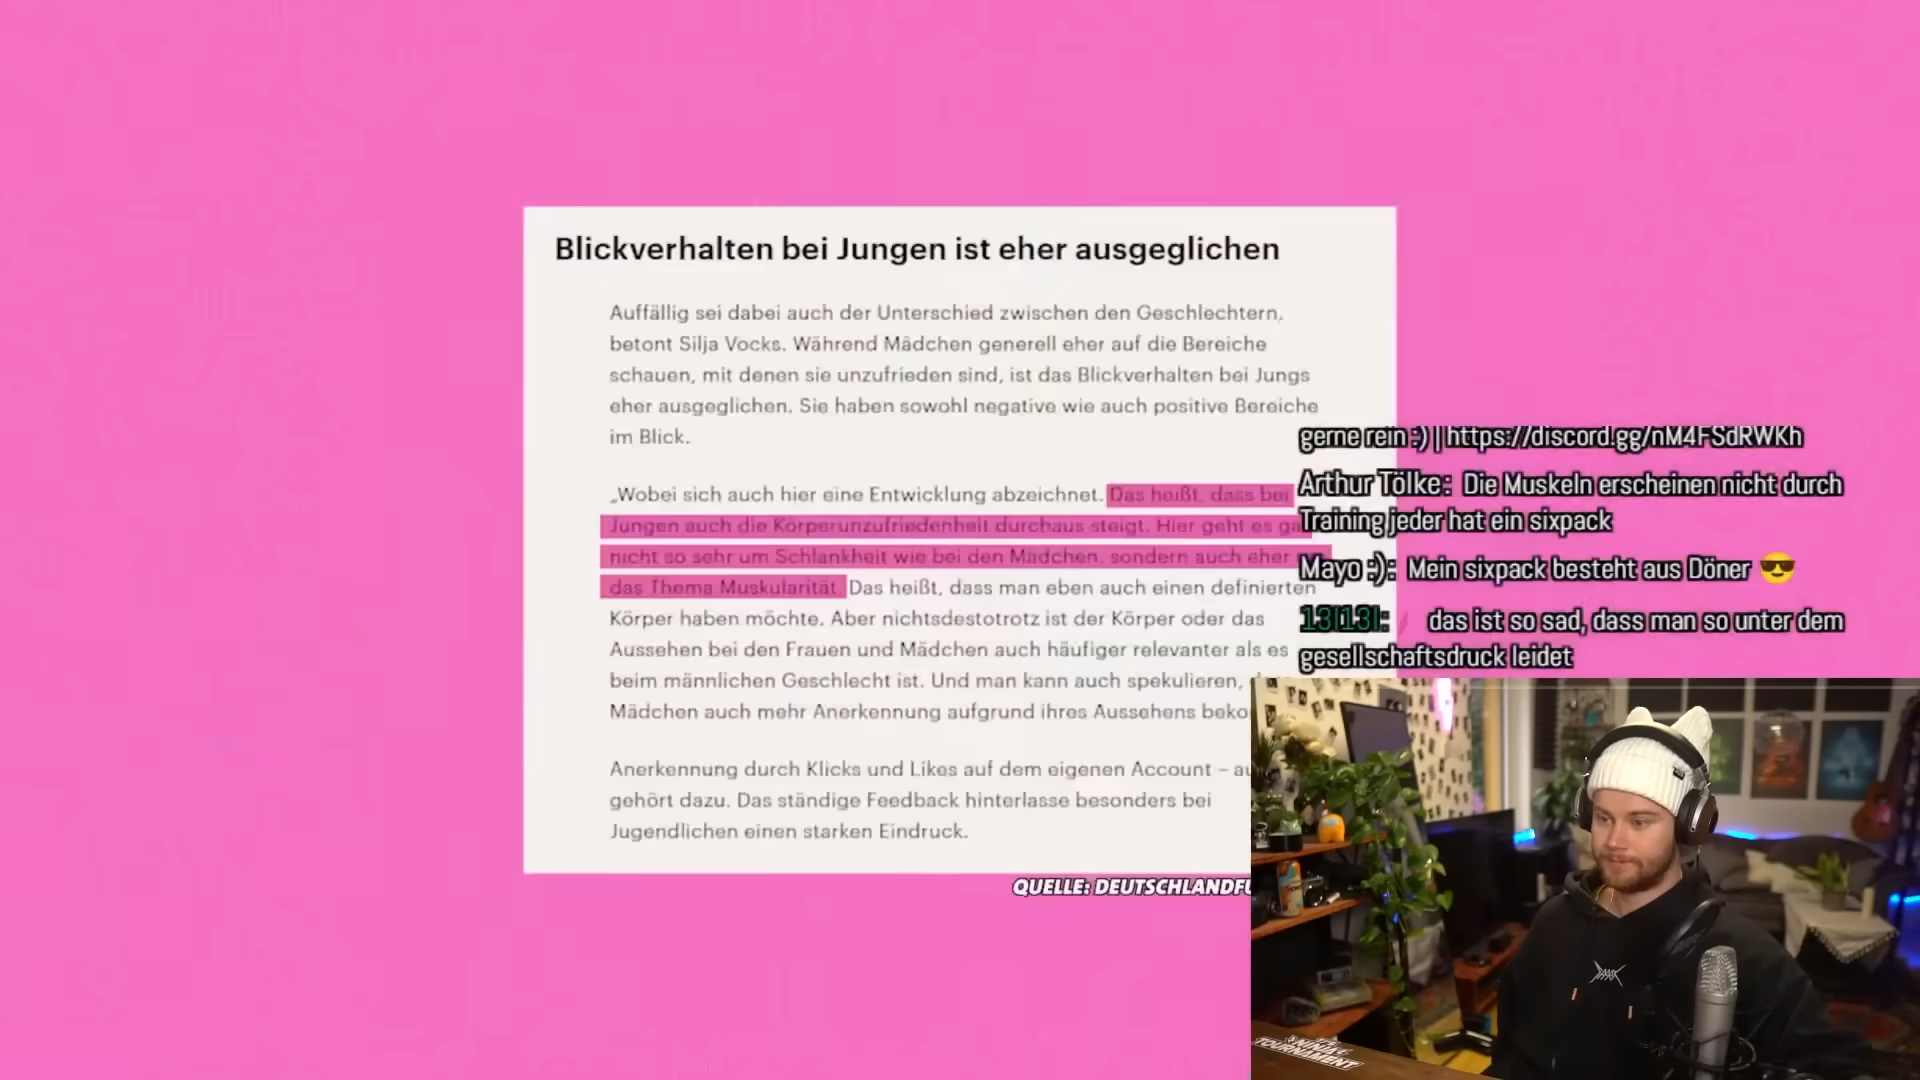 Blickverhalten bei Jungen ist eher ausgeglichen
Auffällig sei dabei auch der Unterschied zwischen den Geschlechtern,
betont Silja Vocks. Während Mädchen generell eher auf die Bereiche
schauen, mit denen sie unzufrieden sind, ist das Blickverhalten bei Jungs
eher ausgeglichen. Sie haben sowohl negative wie auch positive Bereiche
im Blick.
„Wobei sich auch hier eine Entwicklung abzeichnet. Das heißt, dass bei
Jungen auch die Körperunzufriedenheit durchaus steigt. Hier geht es ga
nicht so sehr um Schlankheit wie bei den Mädchen, sondern auch eher
das Thema Muskularität. Das heißt, dass man eben auch einen definierten
Körper haben möchte. Aber nichtsdestotrotz ist der Körper oder das
Aussehen bei den Frauen und Mädchen auch häufiger relevanter als es
beim männlichen Geschlecht ist. Und man kann auch spekulieren,
Mädchen auch mehr Anerkennung aufgrund ihres Aussehens beko
Anerkennung durch Klicks und Likes auf dem eigenen Account – au
gehört dazu. Das ständige Feedback hinterlasse besonders bei
Jugendlichen einen starken Eindruck.
QUELLE: DEUTSCHLANDFU
gerne rein :) | https://discord.gg/nM4FSdRWKh
Arthur Tölke: Die Muskeln erscheinen nicht durch
Training jeder hat ein sixpack
Mayo :): Mein sixpack besteht aus Döner 😎
13l13l: das ist so sad, dass man so unter dem
gesellschaftsdruck leidet
NINJA
TOURNAMENT